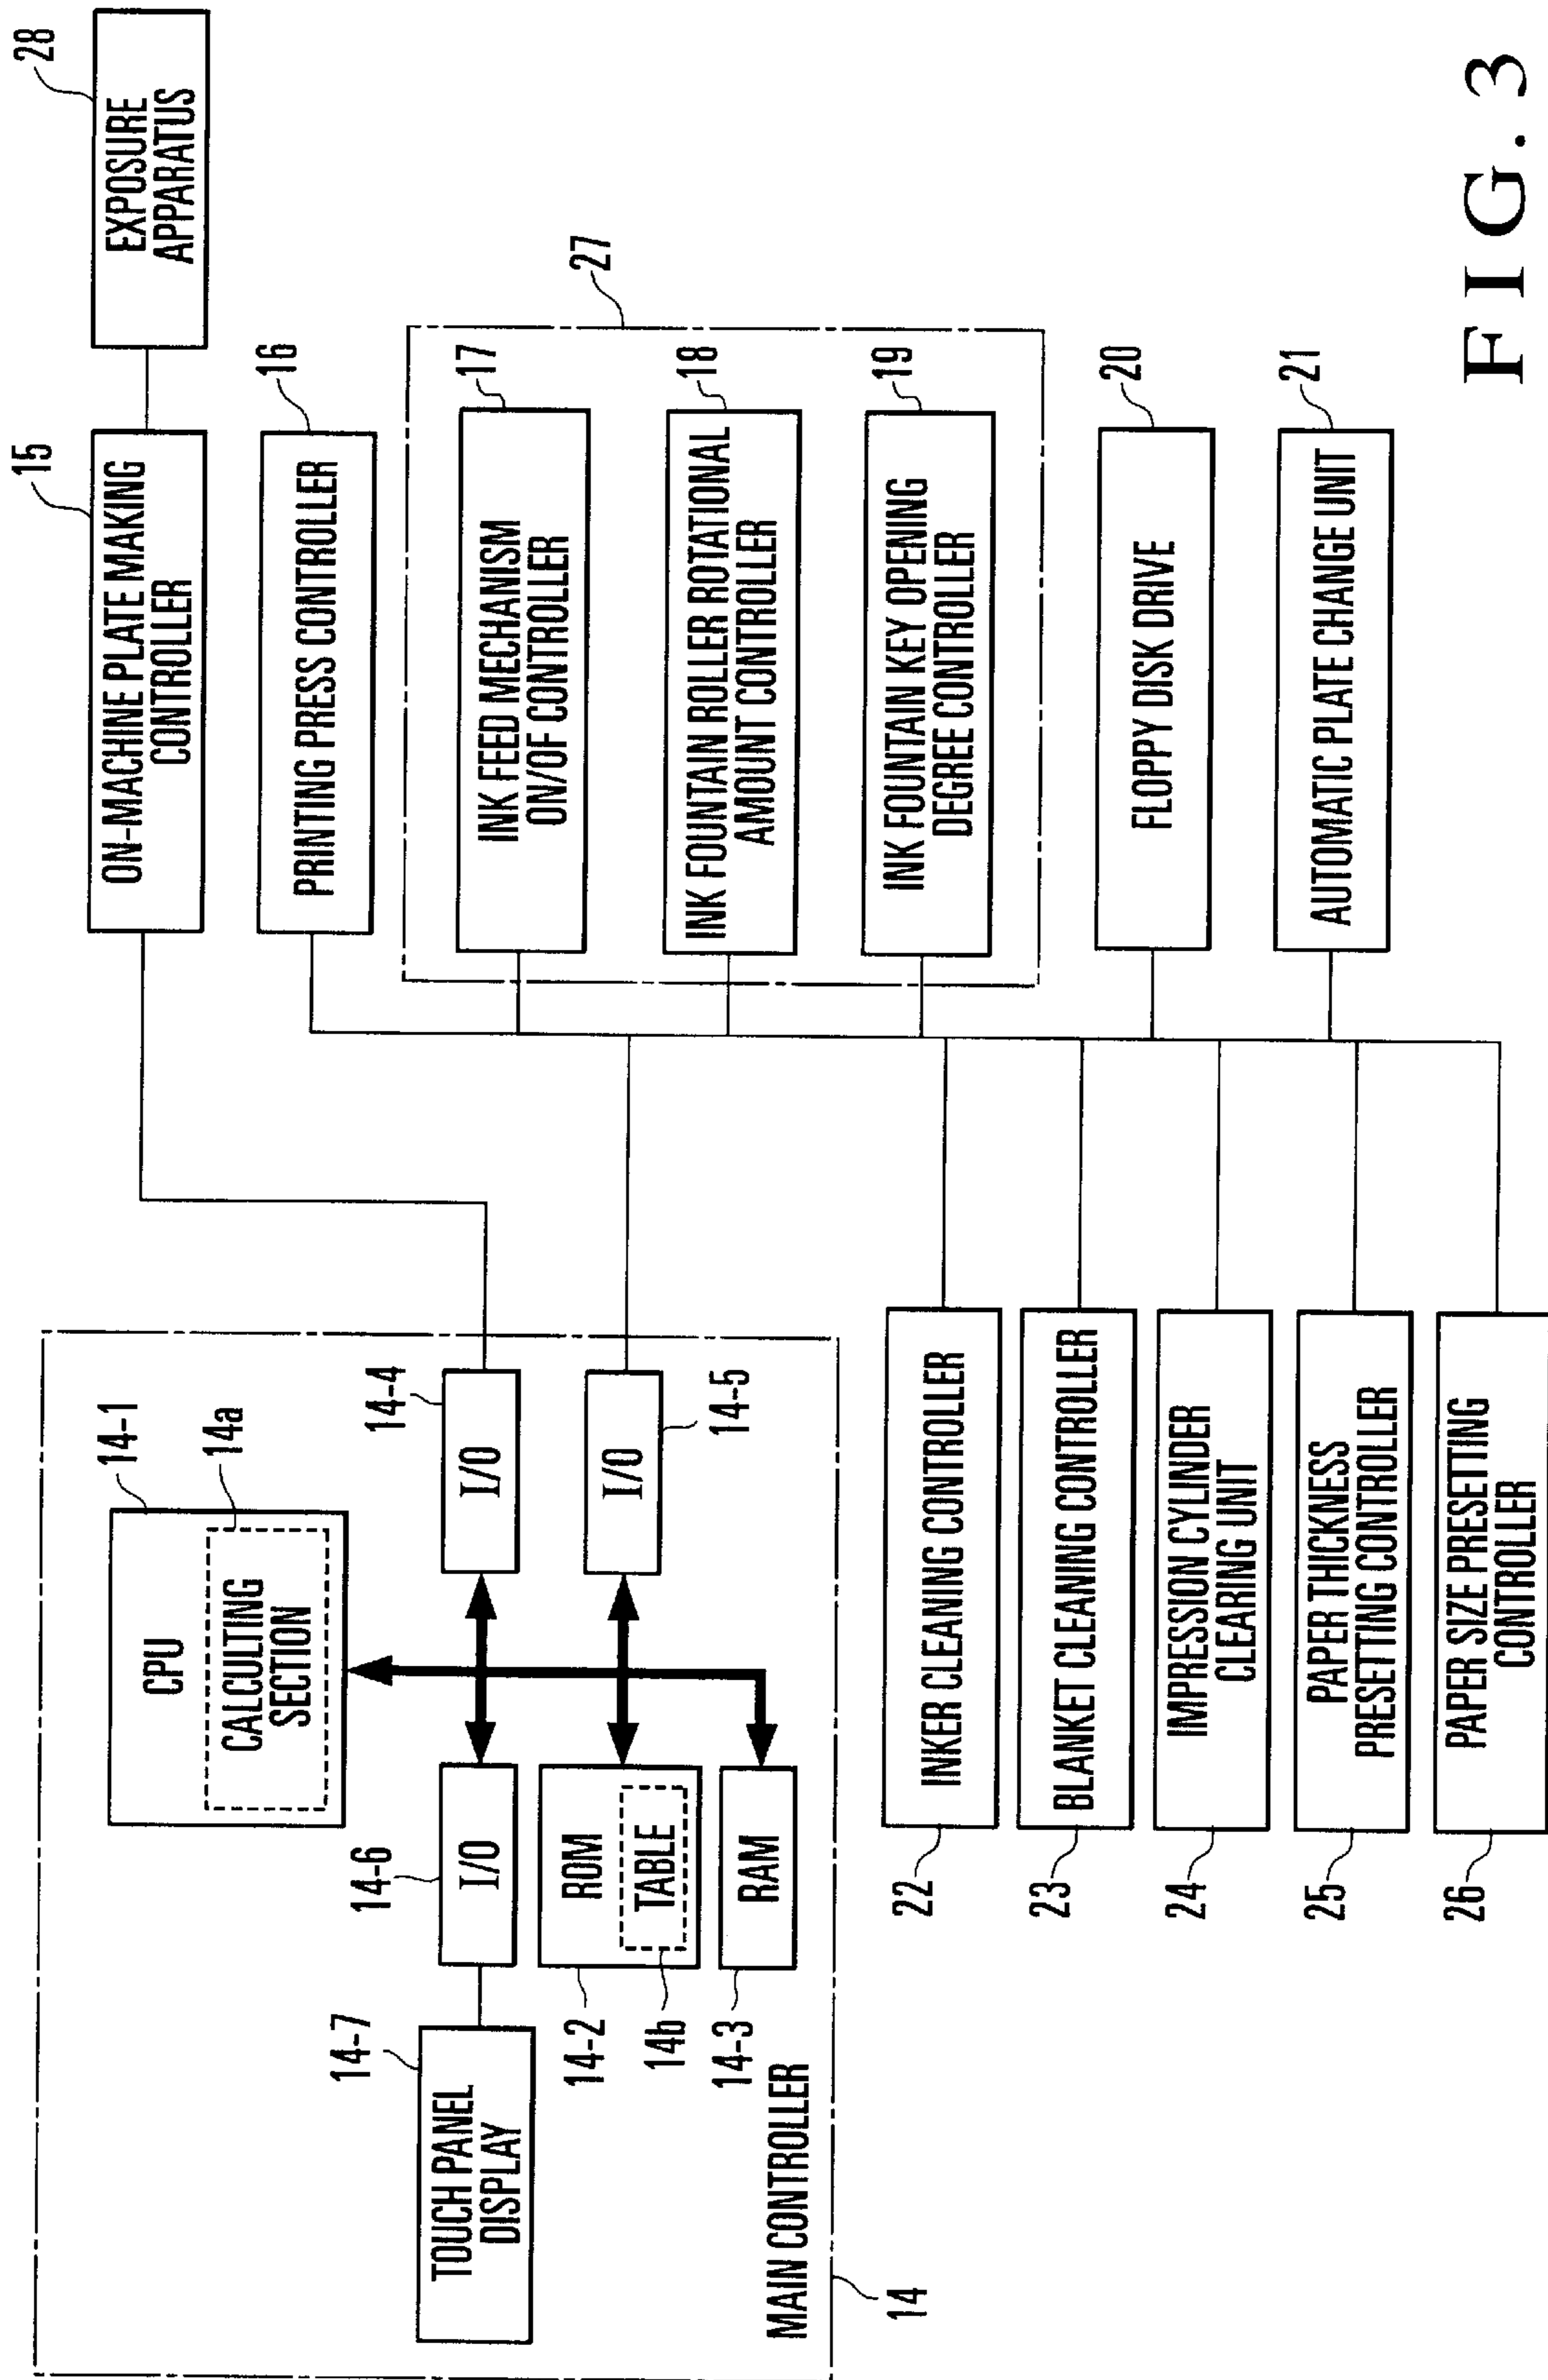 28
EXPOSURE
APPARATUS
15
ON-MACHINE PLATE MAKING
CONTROLLER
16
PRINTING PRESS CONTROLLER
27
17
INK FEED MECHANISM
ON/OF CONTROLLER
18
INK FOUNTAIN ROLLER ROTATIONAL
AMOUNT CONTROLLER
19
INK FOUNTAIN KEY OPENING
DEGREE CONTROLLER
20
FLOPPY DISK DRIVE
21
AUTOMATIC PLATE CHANGE UNIT
14-1
CPU
14a
CALCULTING
SECTION
14-4
I/O
14-5
I/O
14-6
I/O
14-7
TOUCH PANEL
DISPLAY
14-2
ROM
TABLE
14b
14-3
RAM
MAIN CONTROLLER
14
INKER CLEANING CONTROLLER
22
BLANKET CLEANING CONTROLLER
23
IMPRESSION CYLINDER
CLEARING UNIT
24
PAPER THICKNESS
PRESETTING CONTROLLER
25
PAPER SIZE PRESETTING
CONTROLLER
26
FIG. 3